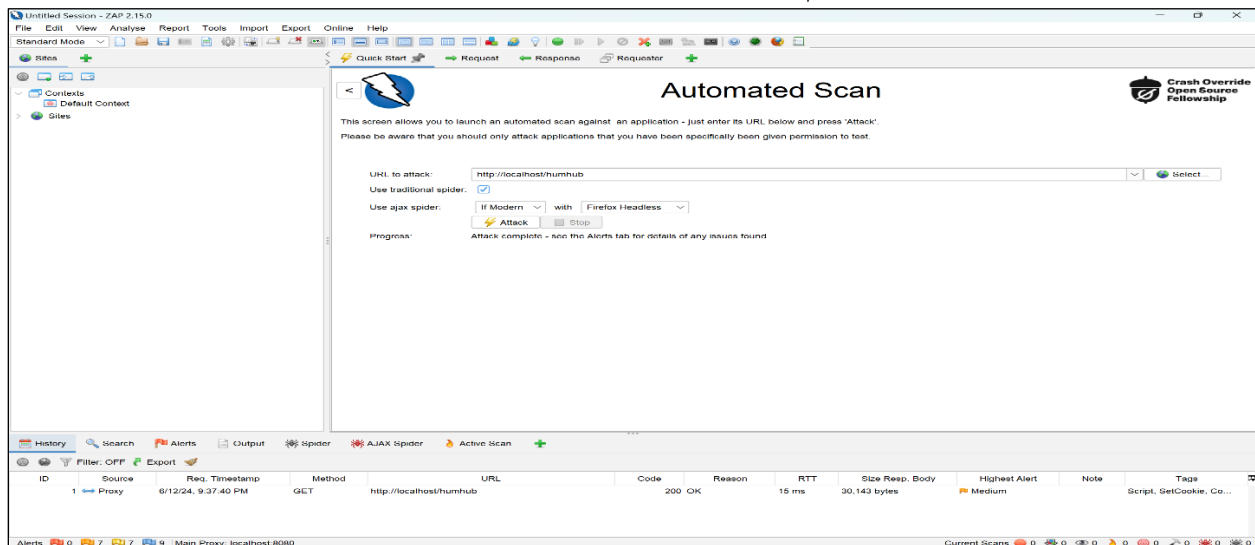 Untitled Session - ZAP 2.15.0
File Edit View Analyse Report Tools Import Export Online Help
Standard Mode
Sites
Quick Start Request Response Requester
Contexts
Default Context
Sites
<
Automated Scan
Crash Override
Open Source
Fellowship
This screen allows you to launch an automated scan against an application - just enter its URL below and press 'Attack'.
Please be aware that you should only attack applications that you have been specifically been given permission to test.
URL to attack: http://localhost/humhub Select...
Use traditional spider:
Use ajax spider: If Modern with Firefox Headless
Attack Stop
Progress: Attack complete - see the Alerts tab for details of any issues found
History Search Alerts Output Spider AJAX Spider Active Scan
Filter: OFF Export
ID Source Req. Timestamp Method URL Code Reason RTT Size Resp. Body Highest Alert Note Tags
1 Proxy 6/12/24, 9:37:40 PM GET http://localhost/humhub 200 OK 15 ms 30,143 bytes Medium Script, SetCookie, Co...
Alerts 0 7 7 9 Main Proxy: localhost:8080 Current Scans 0 0 0 0 0 0 0 0